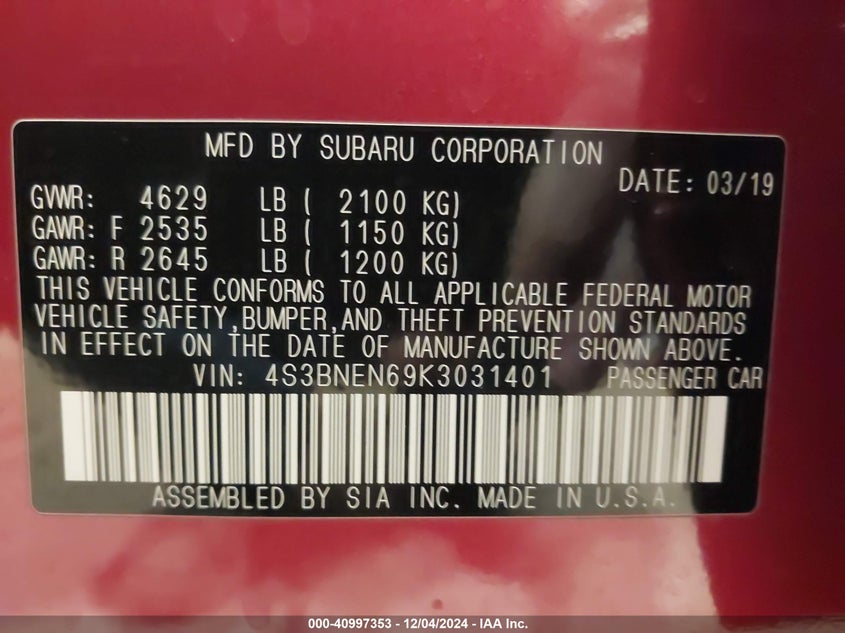 MFD BY SUBARU CORPORATION
DATE: 03/19
GVWR: 4629 LB ( 2100 KG)
GAWR: F 2535 LB ( 1150 KG)
GAWR: R 2645 LB ( 1200 KG)
THIS VEHICLE CONFORMS TO ALL APPLICABLE FEDERAL MOTOR
VEHICLE SAFETY,BUMPER,AND THEFT PREVENTION STANDARDS
IN EFFECT ON THE DATE OF MANUFACTURE SHOWN ABOVE.
VIN: 4S3BNEN69K3031401 PASSENGER CAR
ASSEMBLED BY SIA INC. MADE IN U.S.A.
000-40997353 - 12/04/2024 - IAA Inc.